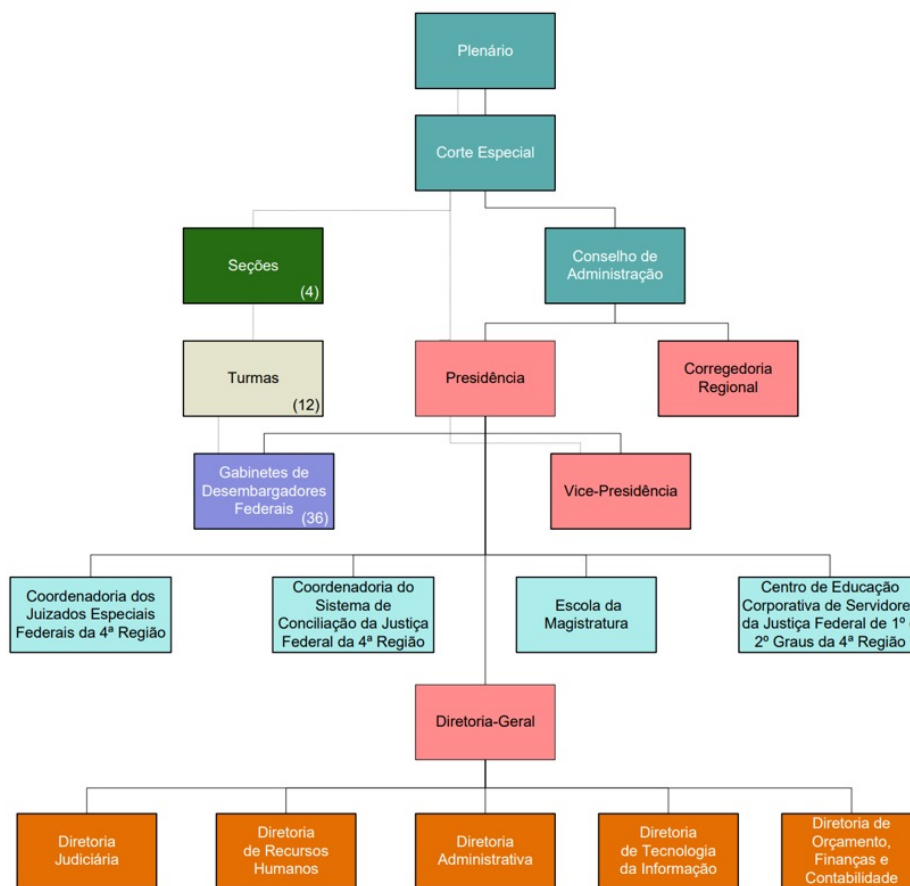 Plenário
Corte Especial
Seções
(4)
Conselho de
Administração
Turmas
(12)
Presidência
Corregedoria
Regional
Gabinetes de
Desembargadores
Federais
(36)
Vice-Presidência
Coordenadoria dos
Juizados Especiais
Federais da 4ª Região
Coordenadoria do
Sistema de
Conciliação da Justiça
Federal da 4ª Região
Escola da
Magistratura
Centro de Educação
Corporativa de Servidore
da Justiça Federal de 1º
2º Graus da 4ª Região
Diretoria-Geral
Diretoria
Judiciária
Diretoria
de Recursos
Humanos
Diretoria
Administrativa
Diretoria
de Tecnologia
da Informação
Diretoria de
Orçamento,
Finanças e
Contabilidade